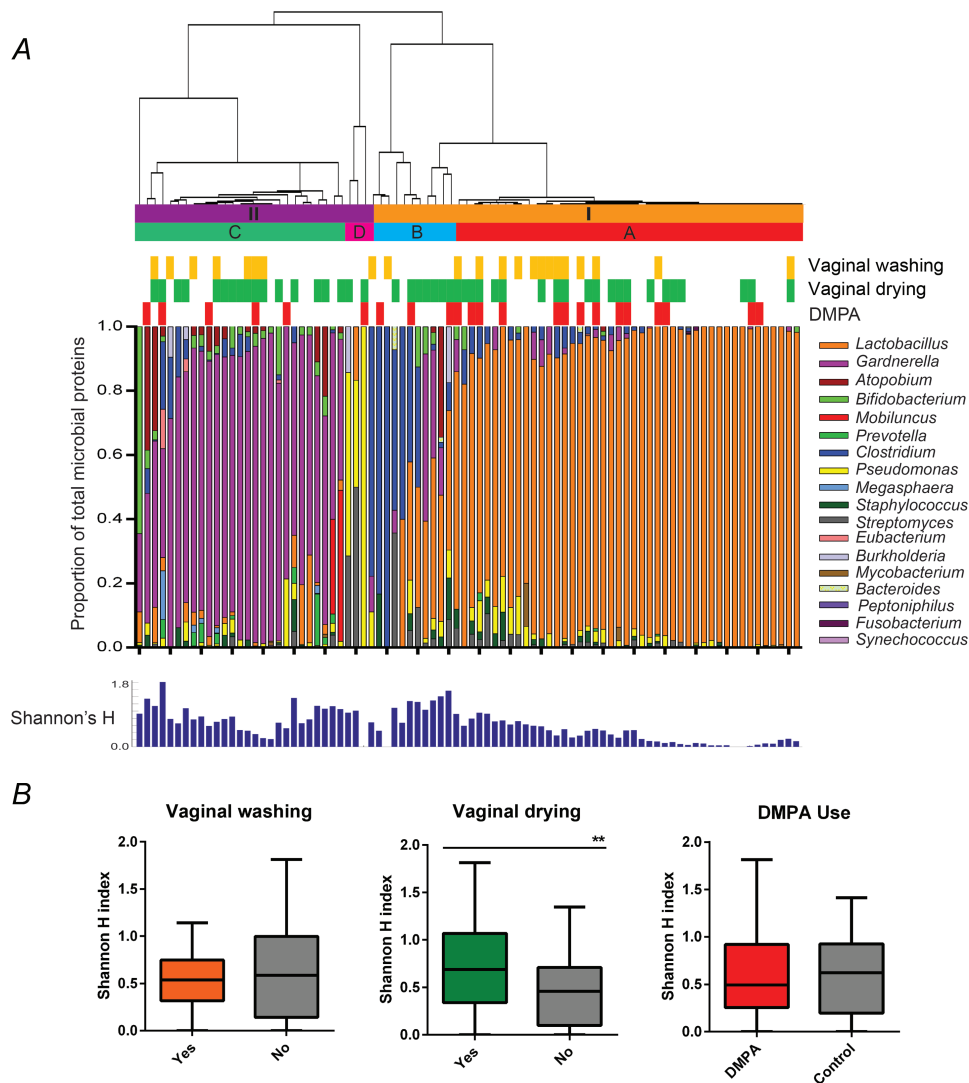 A
II
I
C
D
B
A
Vaginal washing
Vaginal drying
DMPA
1.0
0.8
0.6
0.4
0.2
0.0
Proportion of total microbial proteins
Lactobacillus
Gardnerella
Atopobium
Bifidobacterium
Mobiluncus
Prevotella
Clostridium
Pseudomonas
Megasphaera
Staphylococcus
Streptomyces
Eubacterium
Burkholderia
Mycobacterium
Bacteroides
Peptoniphilus
Fusobacterium
Synechococcus
Shannon's H
1.8
0.0
B
Vaginal washing
Shannon H index
2.0
1.5
1.0
0.5
0.0
Yes
No
Vaginal drying
**
Shannon H index
2.0
1.5
1.0
0.5
0.0
Yes
No
DMPA Use
Shannon H index
2.0
1.5
1.0
0.5
0.0
DMPA
Control